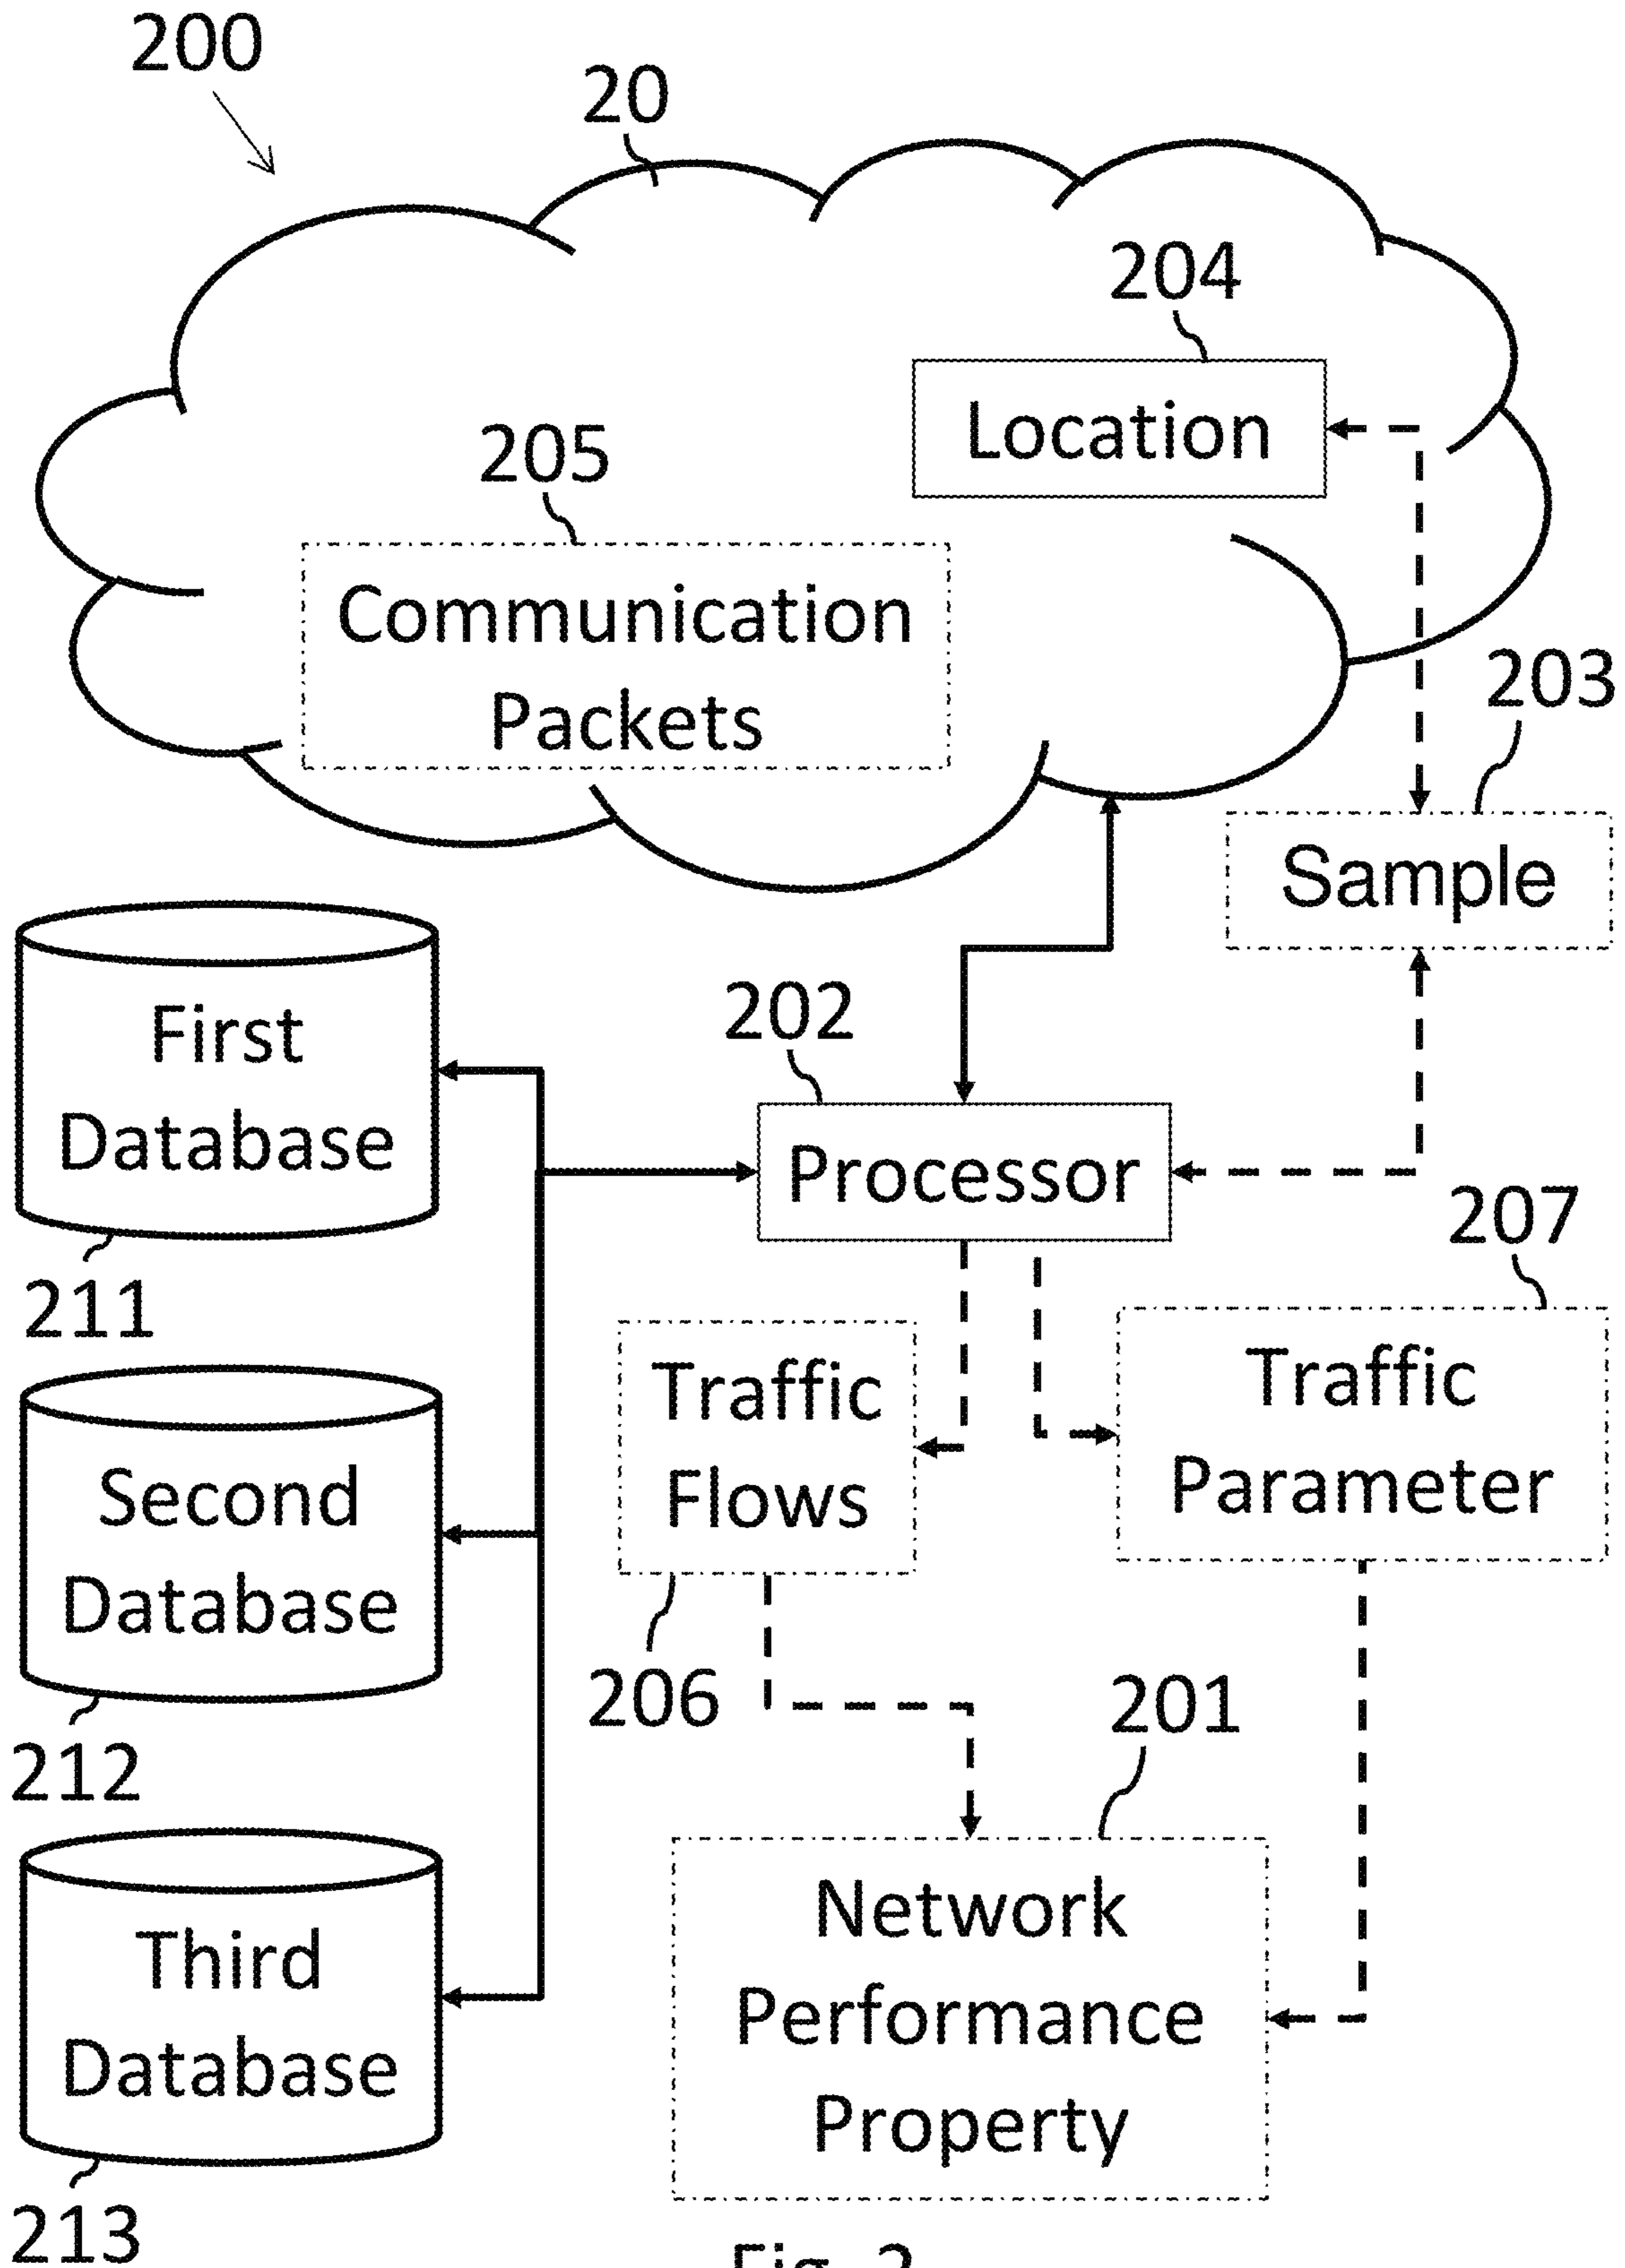 200
20
204
Location
205
Communication
Packets
203
Sample
First
Database
211
202
Processor
207
Traffic
Parameter
Traffic
Flows
206
Second
Database
212
201
Network
Performance
Property
Third
Database
213